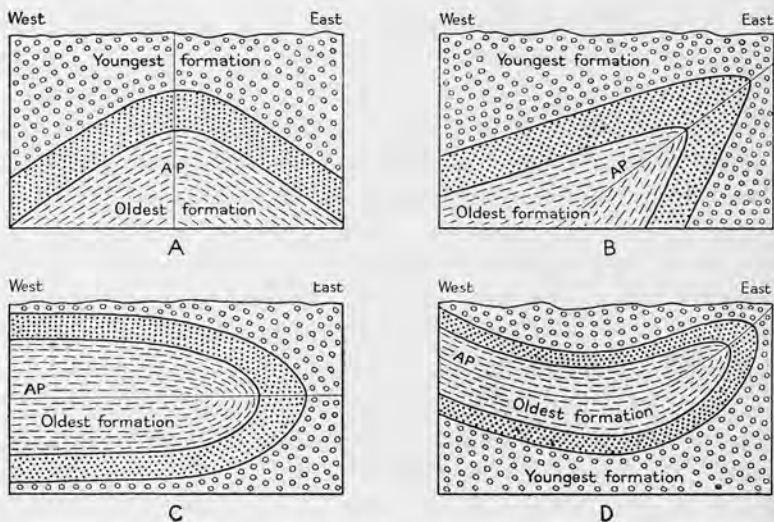 West East
Youngest formation
AP
Oldest formation
A
West East
Youngest formation
AP
Oldest formation
B
West East
AP
Oldest formation
C
West East
AP
Oldest formation
Youngest formation
D